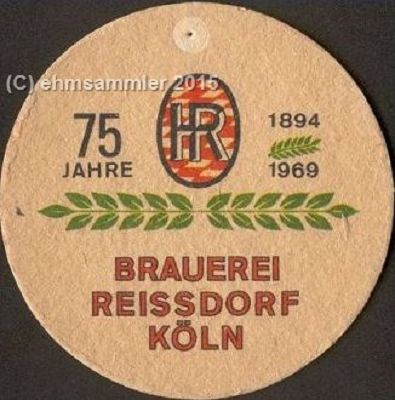 (C) ehmsammler 2015
HR
75
JAHRE
1894
1969
BRAUEREI
REISSDORF
KÖLN